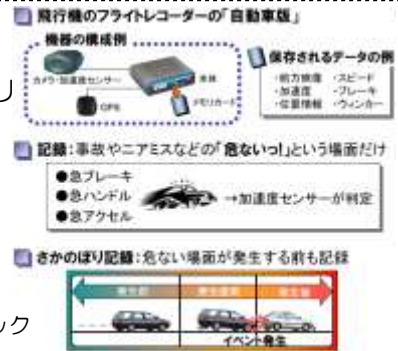 飛行機のフライトレコーダーの「自動車版」
機器の構成例
カメラ・加速度センサー
本体
GPS
メモリカード
保存されるデータの例
・前方映像 ・スピード
・加速度 ・ブレーキ
・位置情報 ・ウィンカー
リ
記録：事故やニアミスなどの「危ないっ!」という場面だけ
●急ブレーキ
●急ハンドル
●急アクセル
→加速度センサーが判定
さかのぼり記録：危ない場面が発生する前も記録
ック
イベント発生